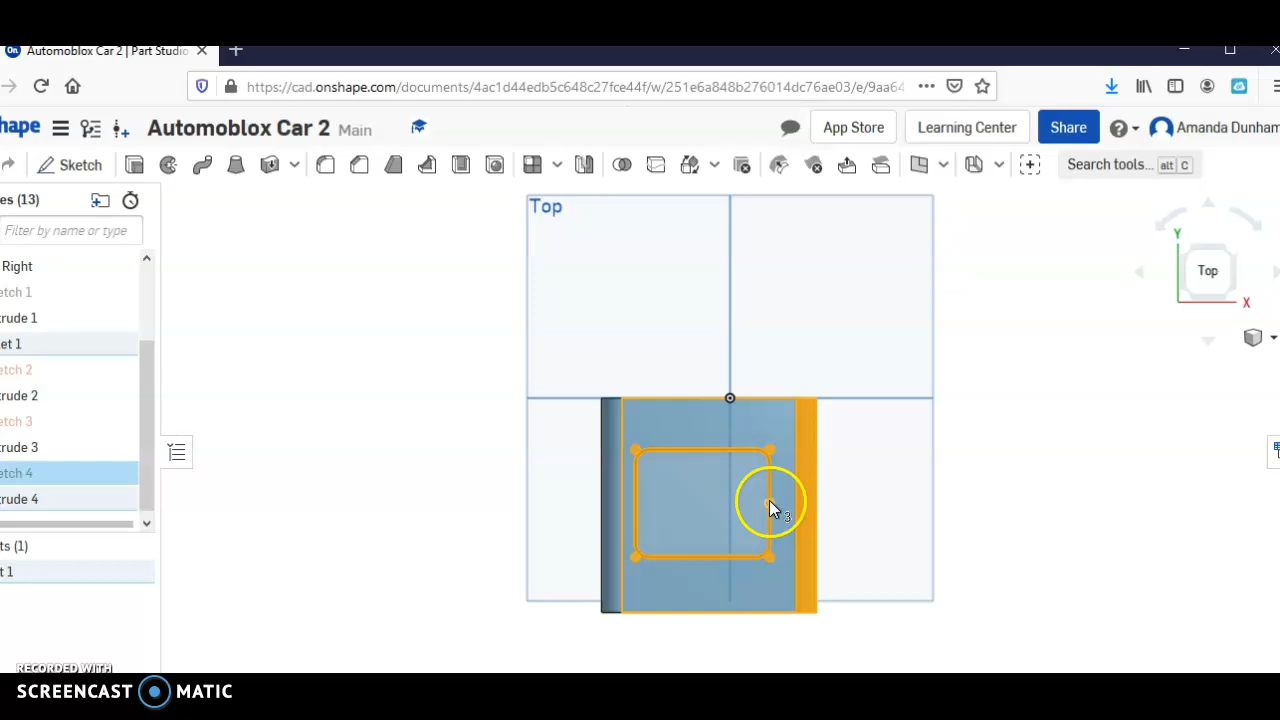 On Automoblox Car 2 | Part Studio
https://cad.onshape.com/documents/4ac1d44edb5c648c27fce44f/w/251e6a848b276014dc76ae03/e/9aa64
shape Automoblox Car 2 Main App Store Learning Center Share Amanda Dunham
Sketch Search tools... alt C
es (13)
Filter by name or type
Right
etch 1
rude 1
et 1
etch 2
rude 2
etch 3
rude 3
etch 4
rude 4
ts (1)
t 1
Top
3
Y
Top
X
RECORDED WITH
SCREENCAST MATIC